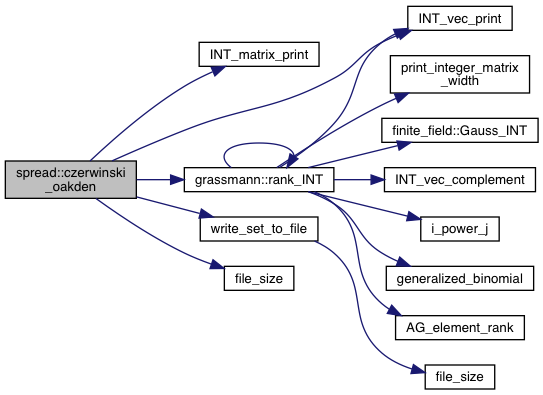 INT_vec_print
INT_matrix_print
print_integer_matrix
_width
finite_field::Gauss_INT
spread::czerwinski
_oakden
grassmann::rank_INT
INT_vec_complement
write_set_to_file
i_power_j
file_size
generalized_binomial
AG_element_rank
file_size